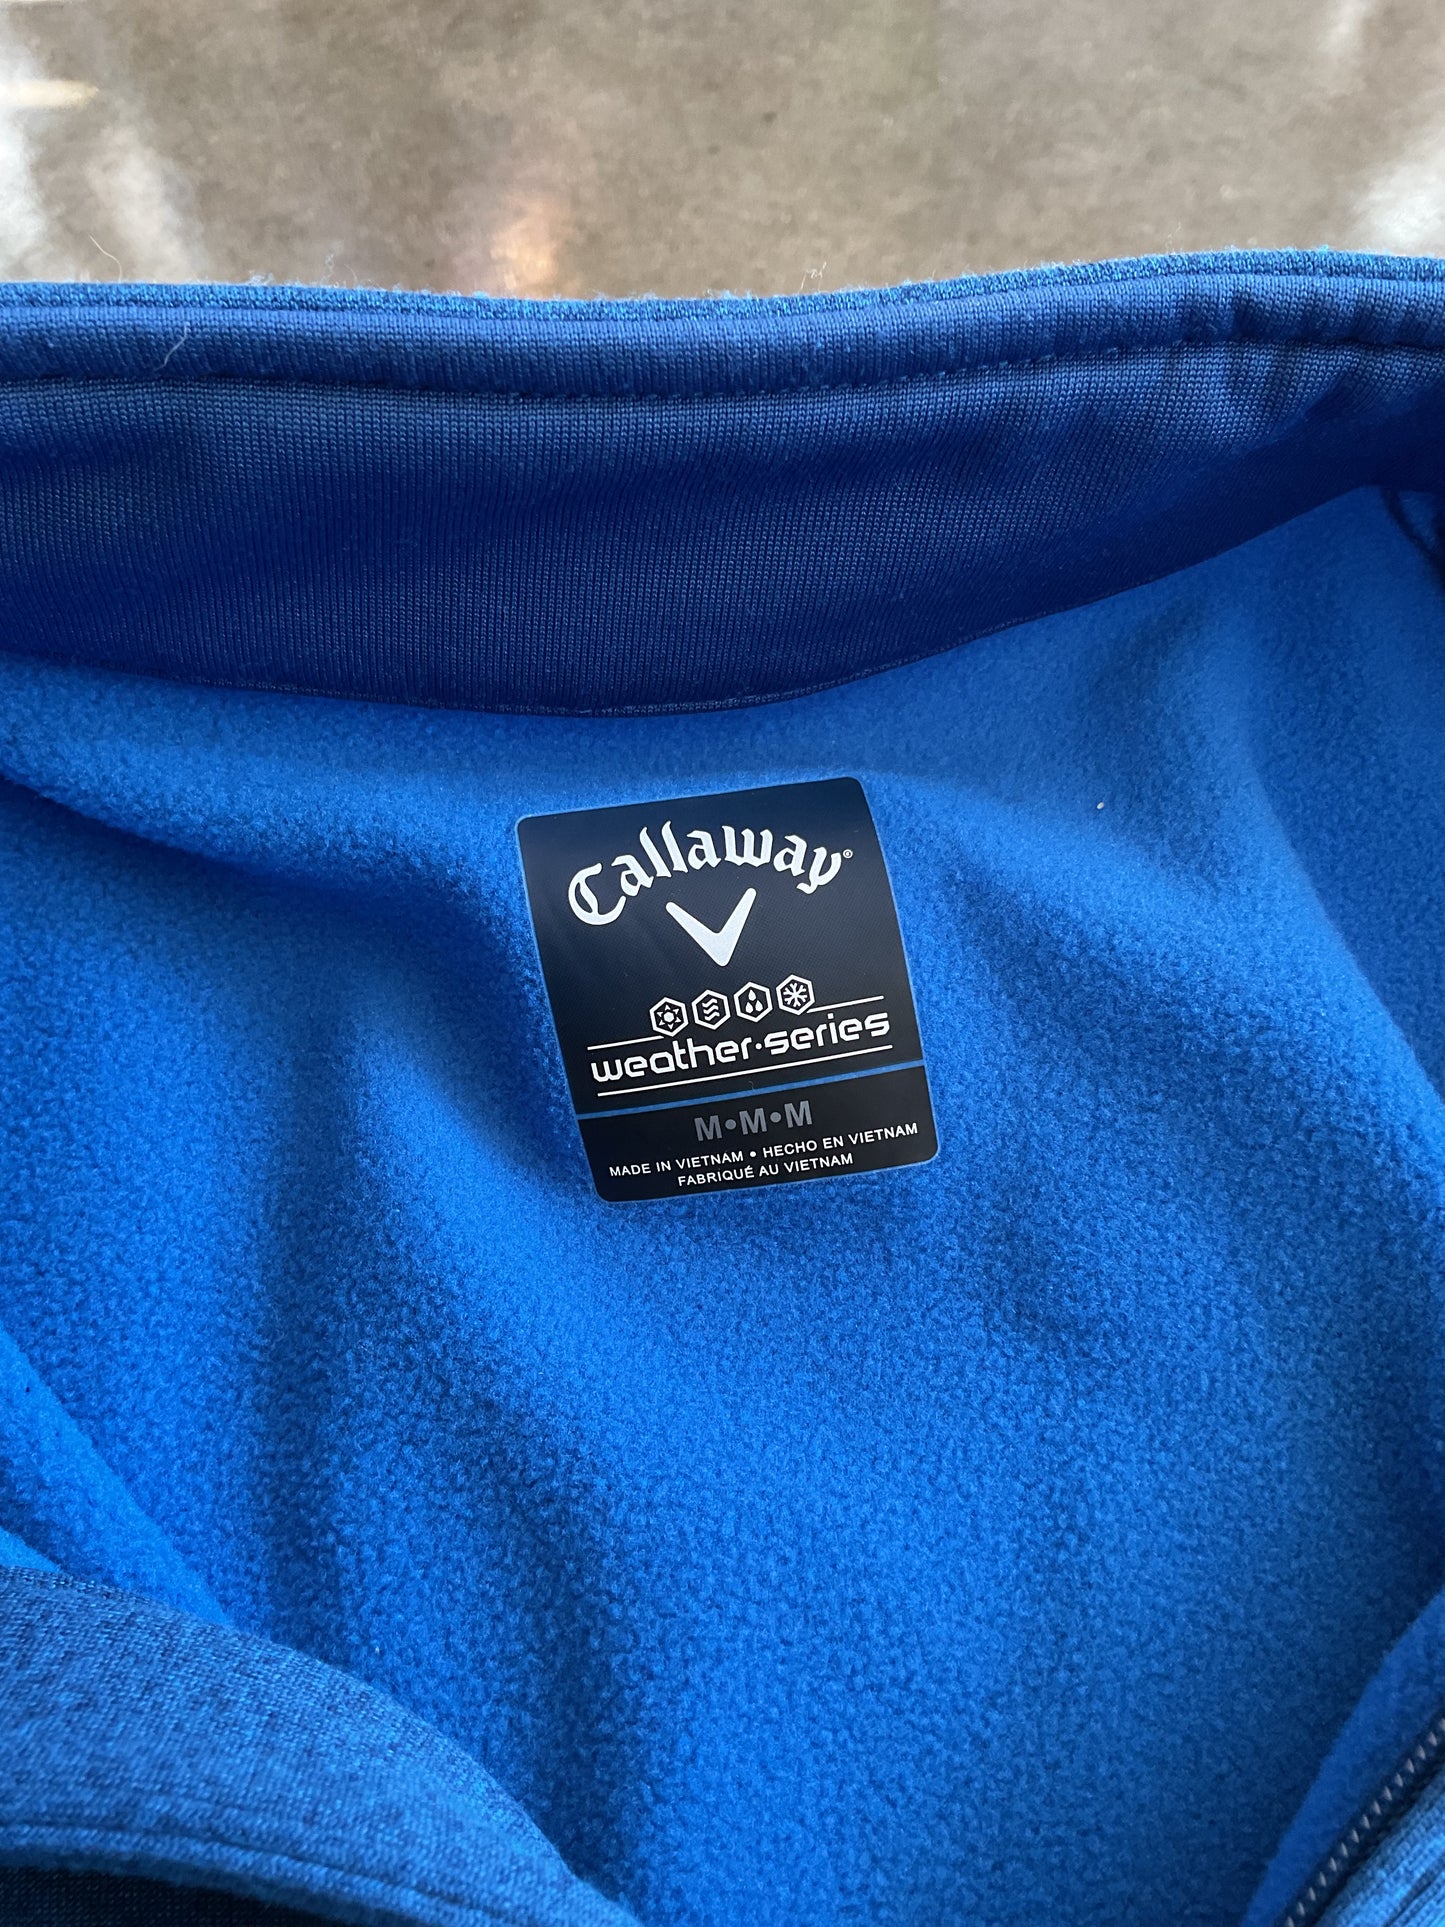 Callaway®
weather·series
M•M•M
MADE IN VIETNAM • HECHO EN VIETNAM
FABRIQUÉ AU VIETNAM